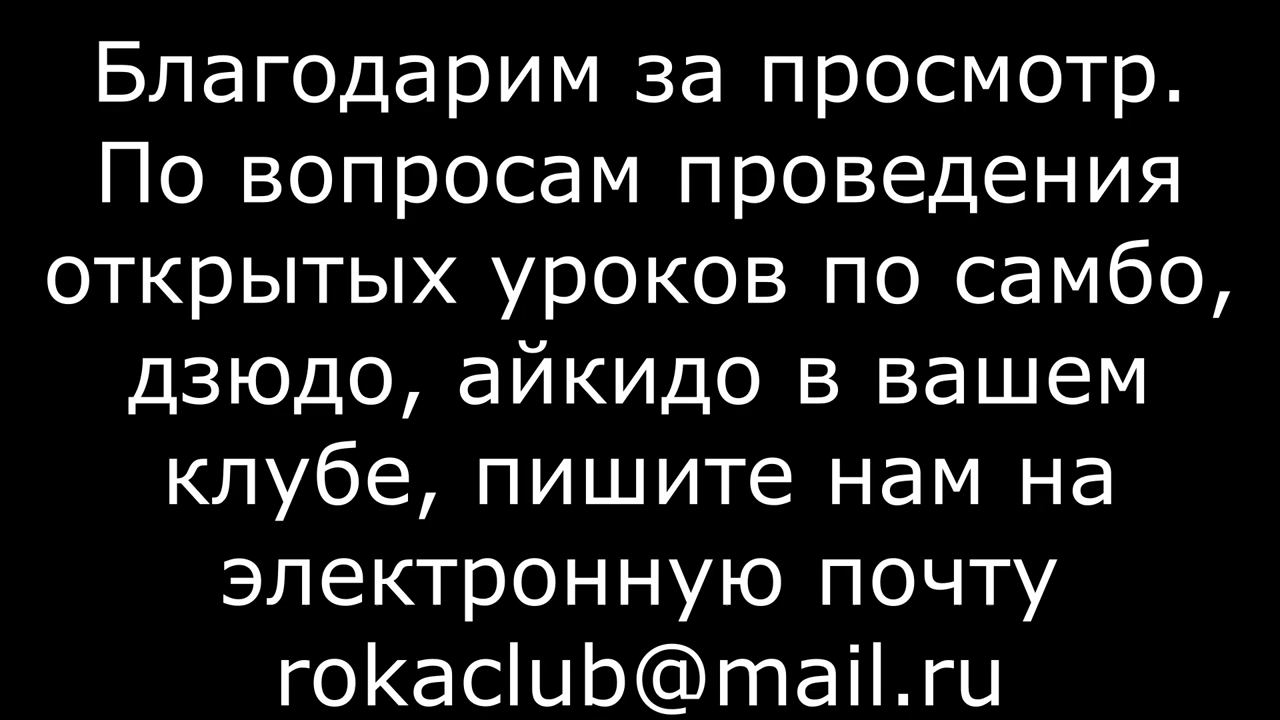 Благодарим за просмотр.
По вопросам проведения
открытых уроков по самбо,
дзюдо, айкидо в вашем
клубе, пишите нам на
электронную почту
rokaclub@mail.ru